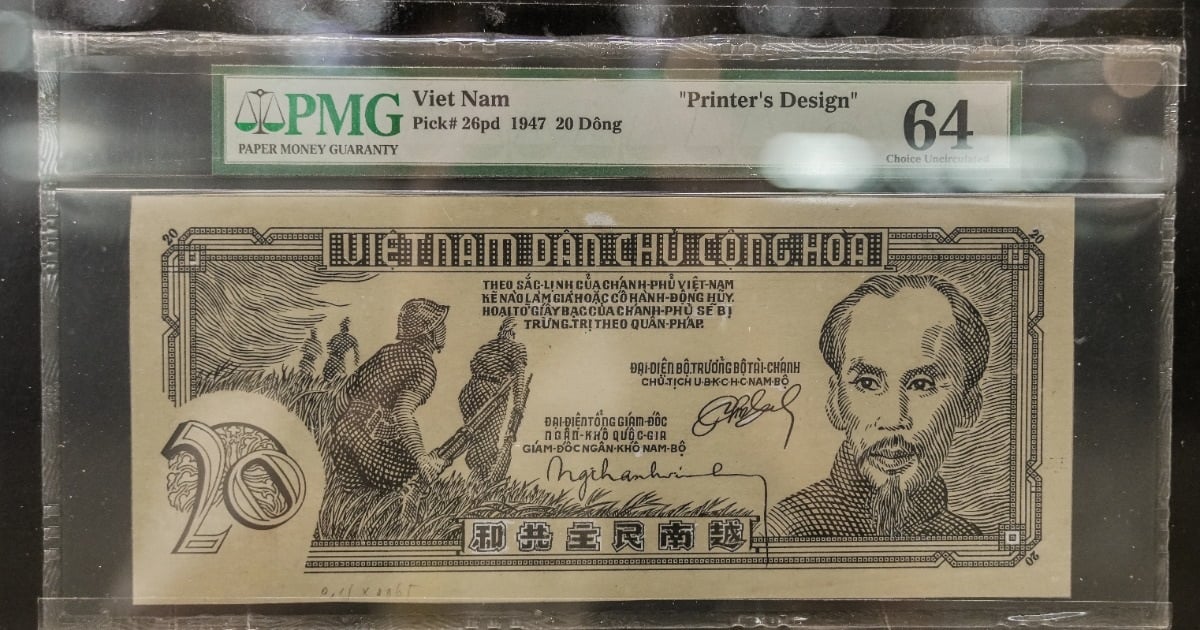 PMG
PAPER MONEY GUARANTY
Viet Nam
Pick# 26pd 1947 20 Dông
"Printer's Design"
64
Choice Uncirculated
20
20
VIỆT NAM DÂN CHỦ CỘNG HÒA
THEO SẮC-LỊNH CỦA CHÁNH-PHỦ VIỆT-NAM
KẺ NÀO LÀM GIẢ HOẶC CÓ HÀNH-ĐỘNG HỦY
HOẠI TỜ GIẤY BẠC CỦA CHÁNH-PHỦ SẼ BỊ
TRỪNG-TRỊ THEO QUÂN-PHÁP.
ĐẠI-DIỆN BỘ TRƯỞNG BỘ TÀI-CHÁNH
CHỦ-TỊCH U-B-K-C-H-C NAM-BỘ
ĐẠI-DIỆN TỔNG GIÁM-ĐỐC
NGÂN-KHỐ QUỐC-GIA
GIÁM-ĐỐC NGÂN-KHỐ NAM-BỘ
20
和共主民南越
20